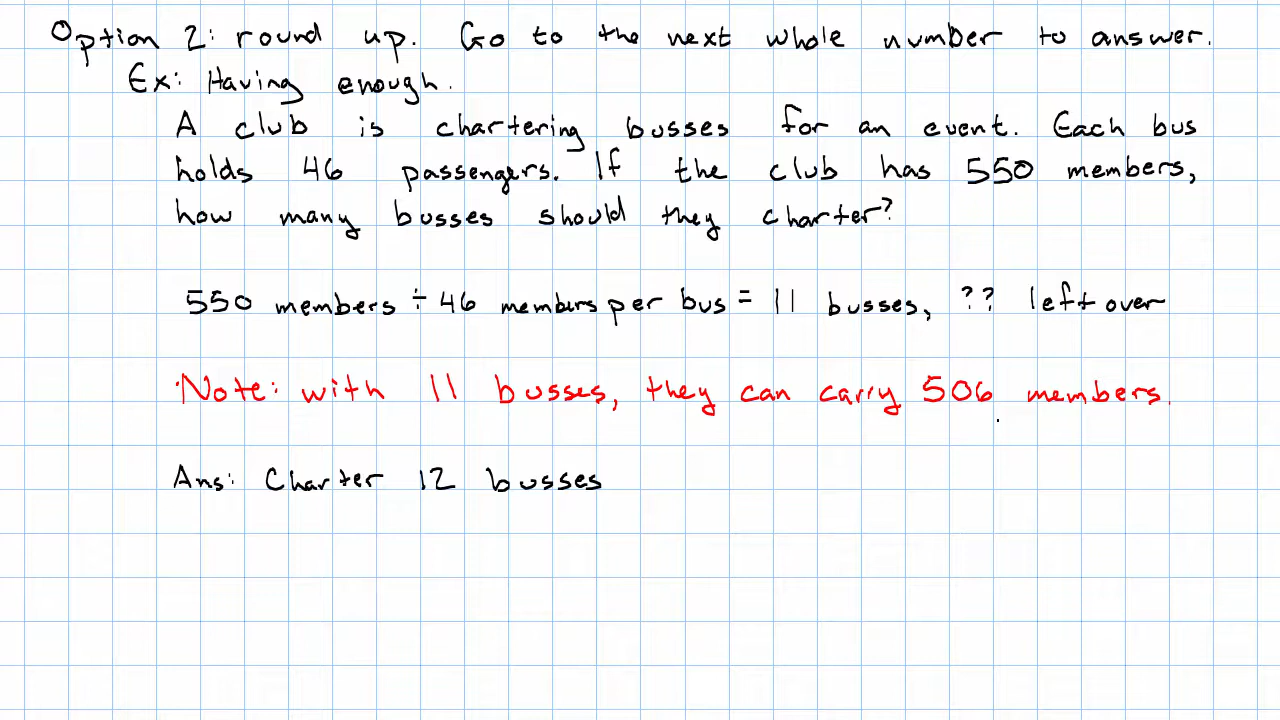 Option 2: round up. Go to the next whole number to answer.
Ex: Having enough.
A club is chartering busses for an event. Each bus
holds 46 passengers. If the club has 550 members,
how many busses should they charter?
550 members ÷ 46 members per bus = 11 busses, ?? left over
Note: with 11 busses, they can carry 506 members.
Ans: Charter 12 busses